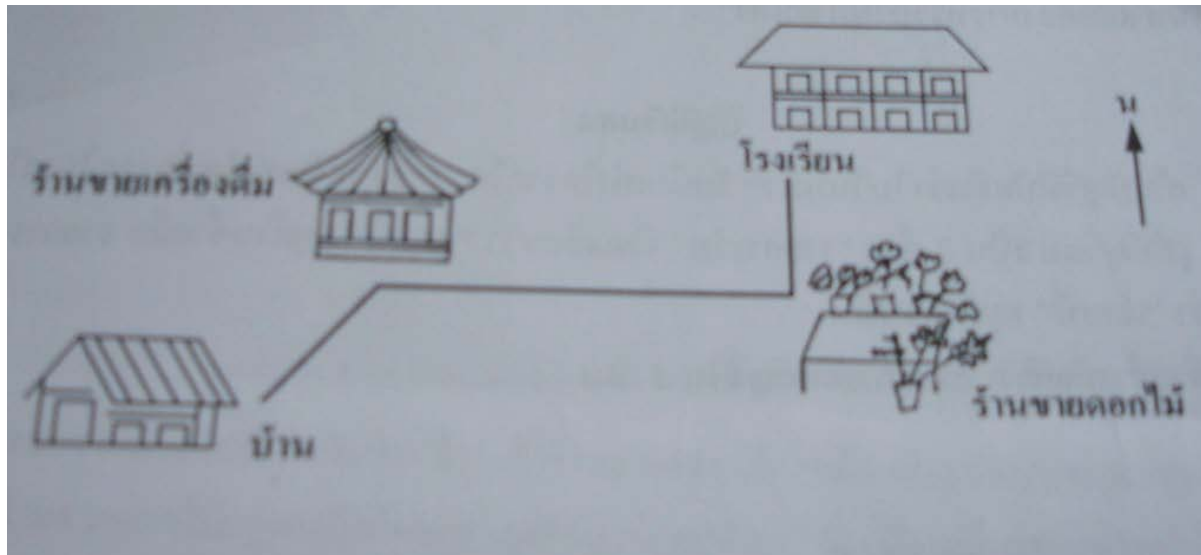 โรงเรียน
น
ร้านขายเครื่องดื่ม
ร้านขายดอกไม้
บ้าน